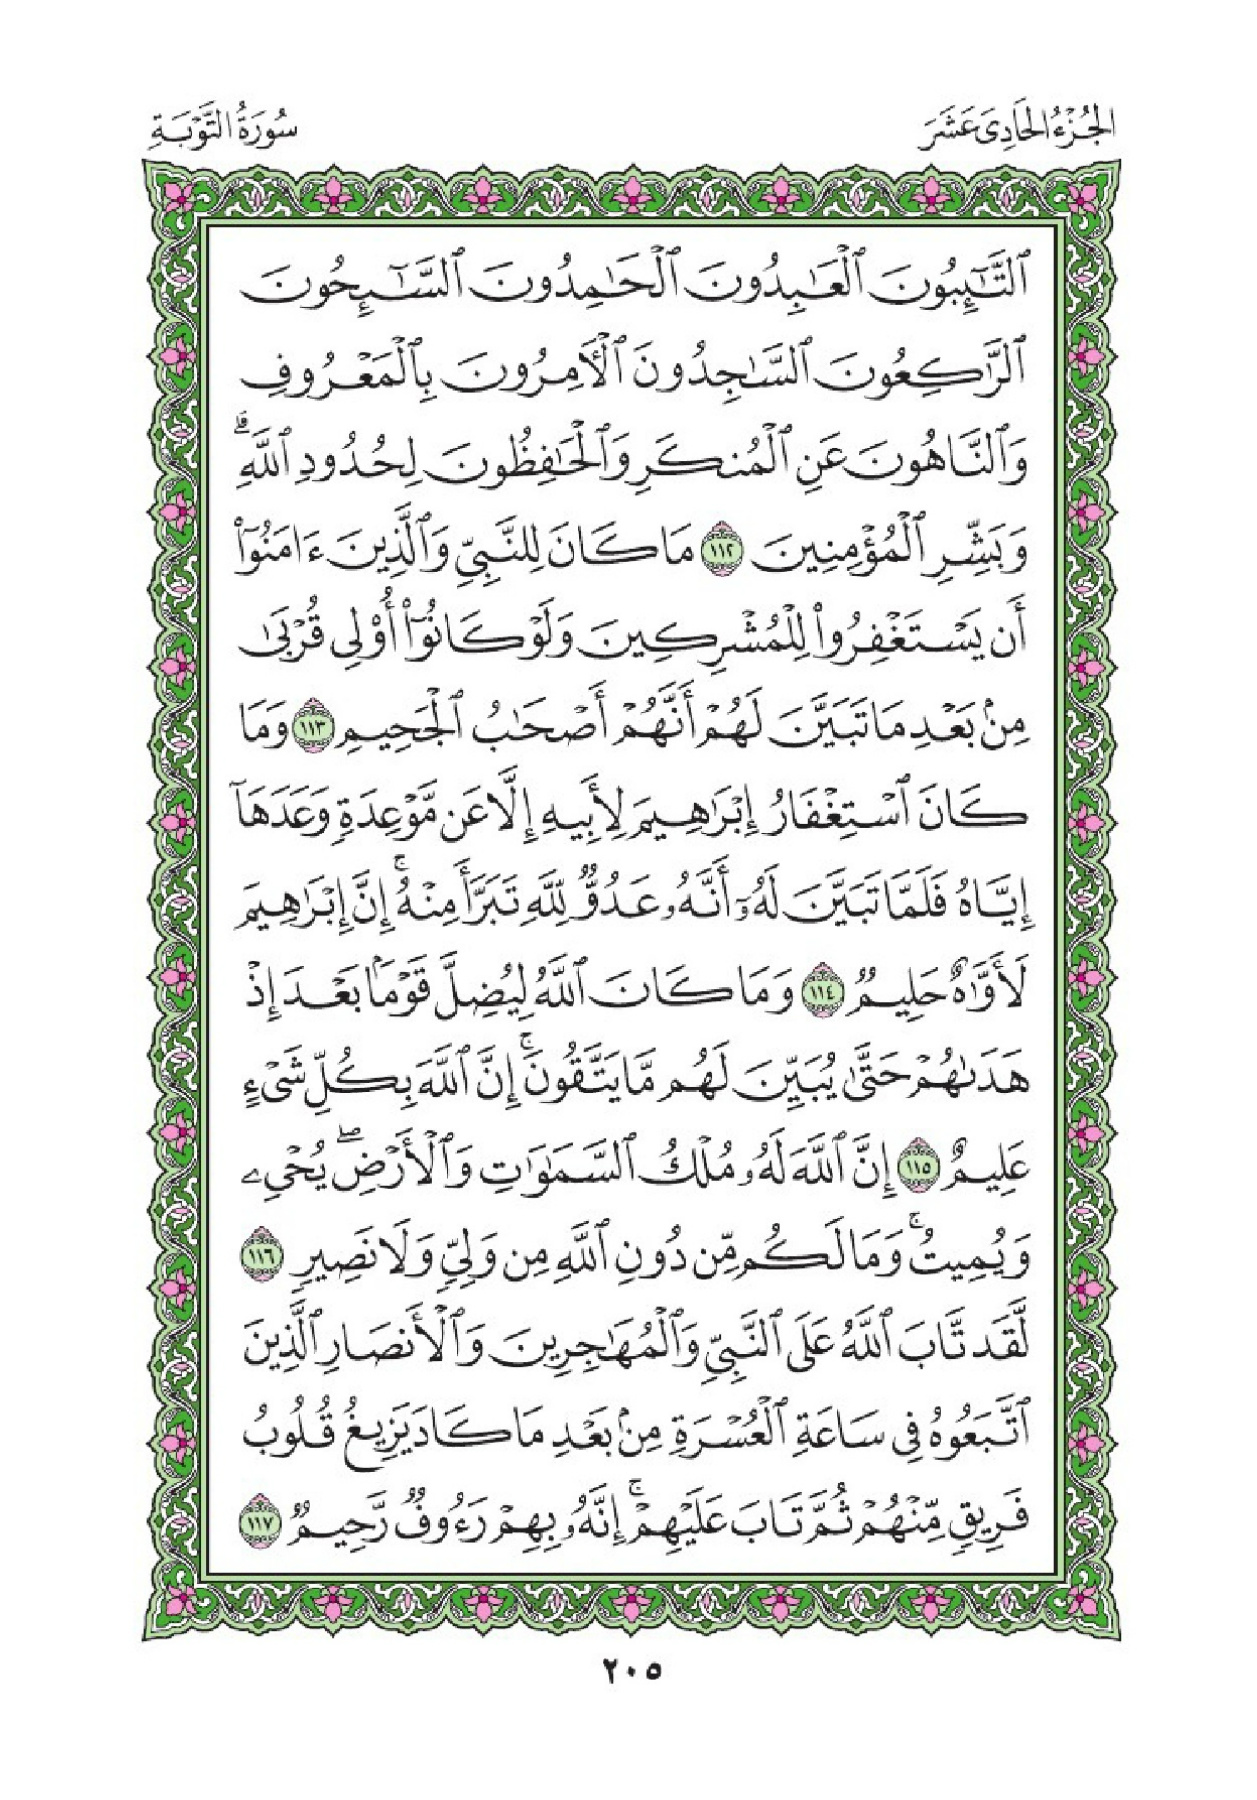 الجُزْءُ الحَادِىَ عَشَرَ
سُورَةُ التَّوۡبَةِ
ٱلتَّـٰٓئِبُونَ ٱلۡعَـٰبِدُونَ ٱلۡحَـٰمِدُونَ ٱلسَّـٰٓئِحُونَ
ٱلرَّٰكِعُونَ ٱلسَّـٰجِدُونَ ٱلۡأٓمِرُونَ بِٱلۡمَعۡرُوفِ
وَٱلنَّاهُونَ عَنِ ٱلۡمُنكَرِ وَٱلۡحَـٰفِظُونَ لِحُدُودِ ٱللَّهِۗ
وَبَشِّرِ ٱلۡمُؤۡمِنِينَ ١١٢ مَا كَانَ لِلنَّبِيِّ وَٱلَّذِينَ ءَامَنُوٓاْ
أَن يَسۡتَغۡفِرُواْ لِلۡمُشۡرِكِينَ وَلَوۡ كَانُوٓاْ أُوْلِي قُرۡبَىٰ
مِنۢ بَعۡدِ مَا تَبَيَّنَ لَهُمۡ أَنَّهُمۡ أَصۡحَـٰبُ ٱلۡجَحِيمِ ١١٣ وَمَا
كَانَ ٱسۡتِغۡفَارُ إِبۡرَٰهِيمَ لِأَبِيهِ إِلَّا عَن مَّوۡعِدَةٍ وَعَدَهَآ
إِيَّاهُ فَلَمَّا تَبَيَّنَ لَهُۥٓ أَنَّهُۥ عَدُوٌّ لِّلَّهِ تَبَرَّأَ مِنۡهُۚ إِنَّ إِبۡرَٰهِيمَ
لَأَوَّٰهٌ حَلِيمٌ ١١٤ وَمَا كَانَ ٱللَّهُ لِيُضِلَّ قَوۡمَۢا بَعۡدَ إِذۡ
هَدَىٰهُمۡ حَتَّىٰ يُبَيِّنَ لَهُم مَّا يَتَّقُونَۚ إِنَّ ٱللَّهَ بِكُلِّ شَيۡءٍ
عَلِيمٌ ١١٥ إِنَّ ٱللَّهَ لَهُۥ مُلۡكُ ٱلسَّمَـٰوَٰتِ وَٱلۡأَرۡضِۖ يُحۡيِۦ
وَيُمِيتُۚ وَمَا لَكُم مِّن دُونِ ٱللَّهِ مِن وَلِيٍّ وَلَا نَصِيرٍ ١١٦
لَّقَد تَّابَ ٱللَّهُ عَلَى ٱلنَّبِيِّ وَٱلۡمُهَـٰجِرِينَ وَٱلۡأَنصَارِ ٱلَّذِينَ
ٱتَّبَعُوهُ فِي سَاعَةِ ٱلۡعُسۡرَةِ مِنۢ بَعۡدِ مَا كَادَ يَزِيغُ قُلُوبُ
فَرِيقٍ مِّنۡهُمۡ ثُمَّ تَابَ عَلَيۡهِمۡۚ إِنَّهُۥ بِهِمۡ رَءُوفٌ رَّحِيمٌ ١١٧
٢٠٥